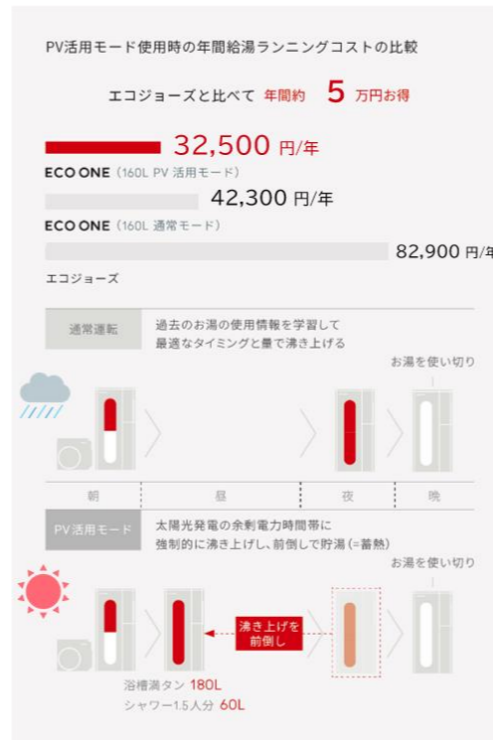 PV活用モード使用時の年間給湯ランニングコストの比較
エコジョーズと比べて 年間約 5 万円お得
32,500 円/年
ECO ONE（160L PV 活用モード）
42,300 円/年
ECO ONE（160L 通常モード）
82,900 円/年
エコジョーズ
通常運転
過去のお湯の使用情報を学習して
最適なタイミングと量で沸き上げる
お湯を使い切り
朝 昼 夜 晩
PV活用モード
太陽光発電の余剰電力時間帯に
強制的に沸き上げし、前倒しで貯湯(=蓄熱)
お湯を使い切り
沸き上げを
前倒し
浴槽満タン 180L
シャワー1.5人分 60L